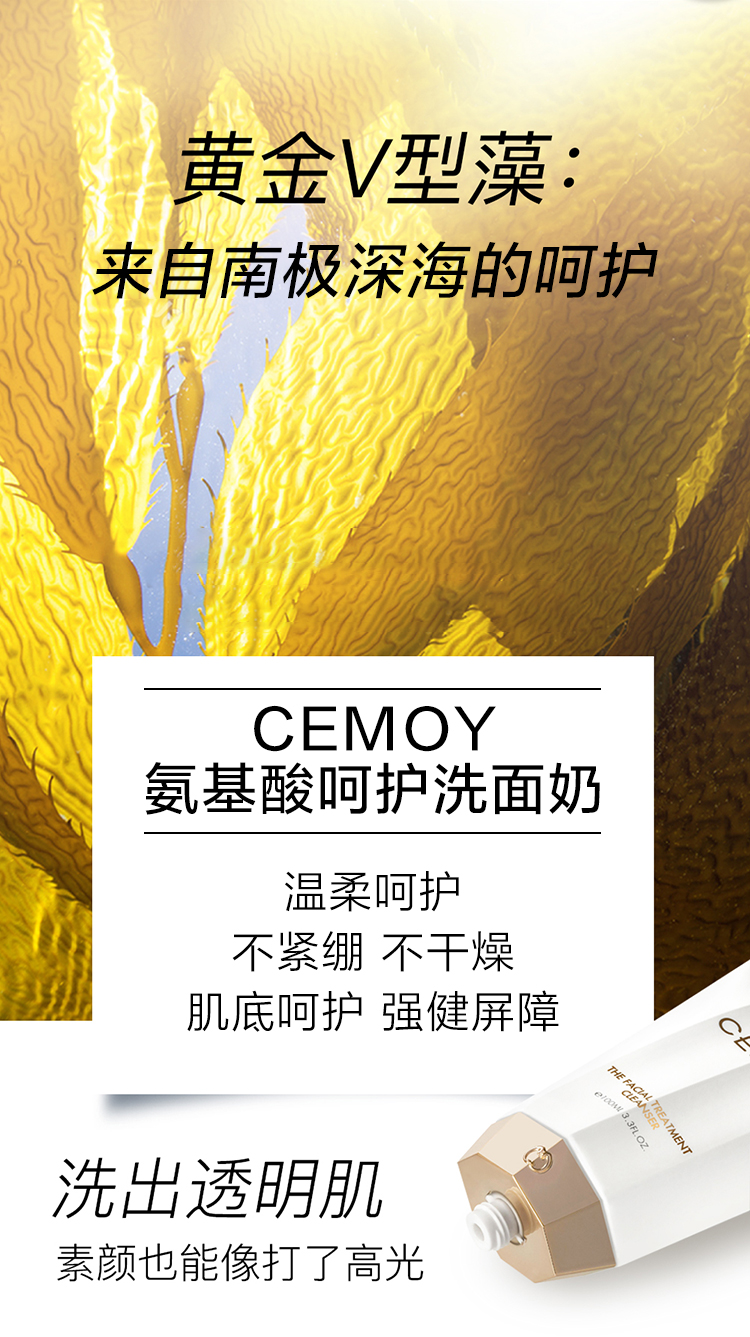 黄金V型藻：
来自南极深海的呵护
CEMOY
氨基酸呵护洗面奶
温柔呵护
不紧绷 不干燥
肌底呵护 强健屏障
CE
THE FACIAL TREATMENT
CLEANSER
e100Ml 3.3FL.OZ.
洗出透明肌
素颜也能像打了高光